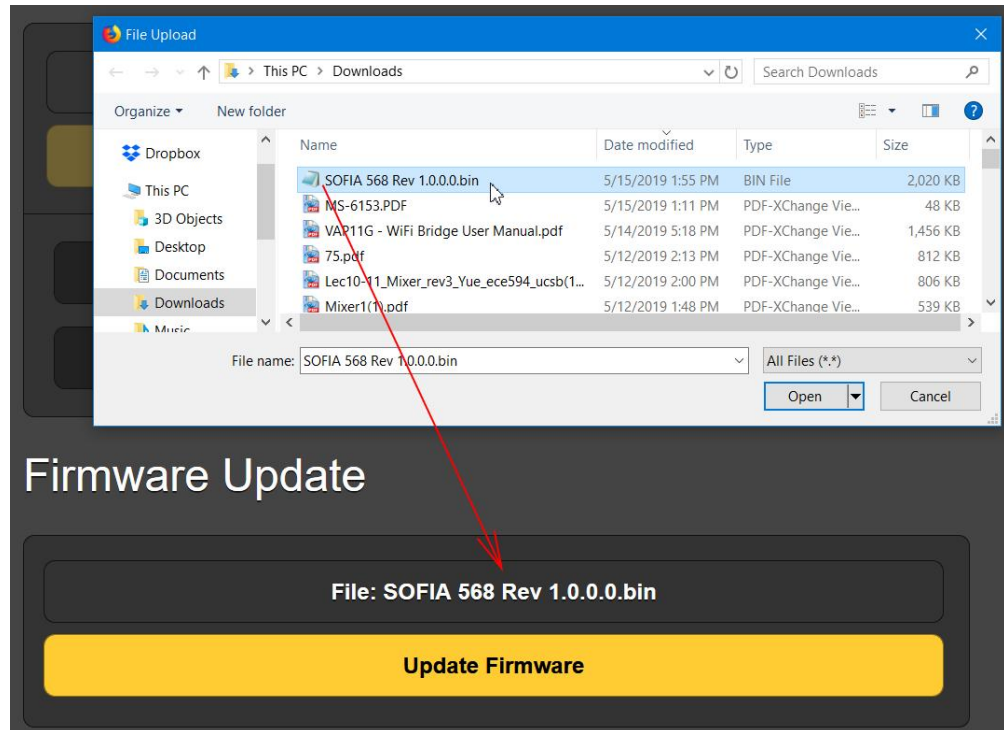 File Upload
This PC > Downloads
Search Downloads
Organize
New folder
Name Date modified Type Size
Dropbox
This PC
3D Objects
Desktop
Documents
Downloads
Music
SOFIA 568 Rev 1.0.0.0.bin 5/15/2019 1:55 PM BIN File 2,020 KB
MS-6153.PDF 5/15/2019 1:11 PM PDF-XChange Vie... 48 KB
VAP11G - WiFi Bridge User Manual.pdf 5/14/2019 5:18 PM PDF-XChange Vie... 1,456 KB
75.pdf 5/12/2019 2:13 PM PDF-XChange Vie... 812 KB
Lec10-11_Mixer_rev3_Yue_ece594_ucsb(1... 5/12/2019 2:00 PM PDF-XChange Vie... 806 KB
Mixer1(1).pdf 5/12/2019 1:48 PM PDF-XChange Vie... 539 KB
File name: SOFIA 568 Rev 1.0.0.0.bin All Files (*.*)
Open Cancel
Firmware Update
File: SOFIA 568 Rev 1.0.0.0.bin
Update Firmware